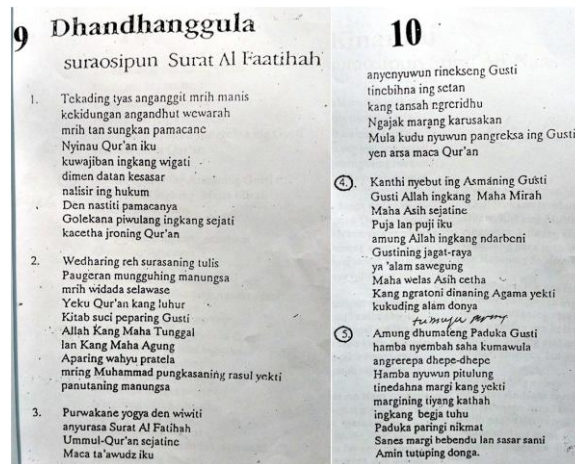 9 Dhandhanggula
suraosipun Surat Al Faatihah
1. Tekading tyas anganggit mrih manis
kekidungan angandhut wewarah
mrih tan sungkan pamacane
Nyinau Qur'an iku
kuwajiban ingkang wigati
dimen datan kesasar
nalisir ing hukum
Den nastiti pamacanya
Golekana piwulang ingkang sejati
kacetha jroning Qur'an
2. Wedharing reh surasaning tulis
Paugeran mungguhing manungsa
mrih widada selawase
Yeku Qur'an kang luhur
Kitab suci peparing Gusti
Allah Kang Maha Tunggal
lan Kang Maha Agung
Aparing wahyu pratela
mring Muhammad pungkasaning rasul yekti
panutaning manungsa
3. Purwakane yogya den wiwiti
anyurasa Surat Al Fatihah
Ummul-Qur'an sejatine
Maca ta'awudz iku
10
anyenyuwun rinekseng Gusti
tinebihna ing setan
kang tansah ngreridhu
Ngajak marang karusakan
Mula kudu nyuwun pangreksa ing Gusti
yen arsa maca Qur'an
4. Kanthi nyebut ing Asmaning Gusti
Gusti Allah ingkang Maha Mirah
Maha Asih sejatine
Puja lan puji iku
amung Allah ingkang ndarbeni
Gustining jagat-raya
ya 'alam sawegung
Maha welas Asih cetha
Kang ngratoni dinaning Agama yekti
kukuding alam donya
5. Amung dhumateng Paduka Gusti
hamba nyembah saha kumawula
angrerepa dhepe-dhepe
Hamba nyuwun pitulung
tinedahna margi kang yekti
margining tiyang kathah
ingkang begja tuhu
Paduka paringi nikmat
Sanes margi bebendu lan sasar sami
Amin tutuping donga.